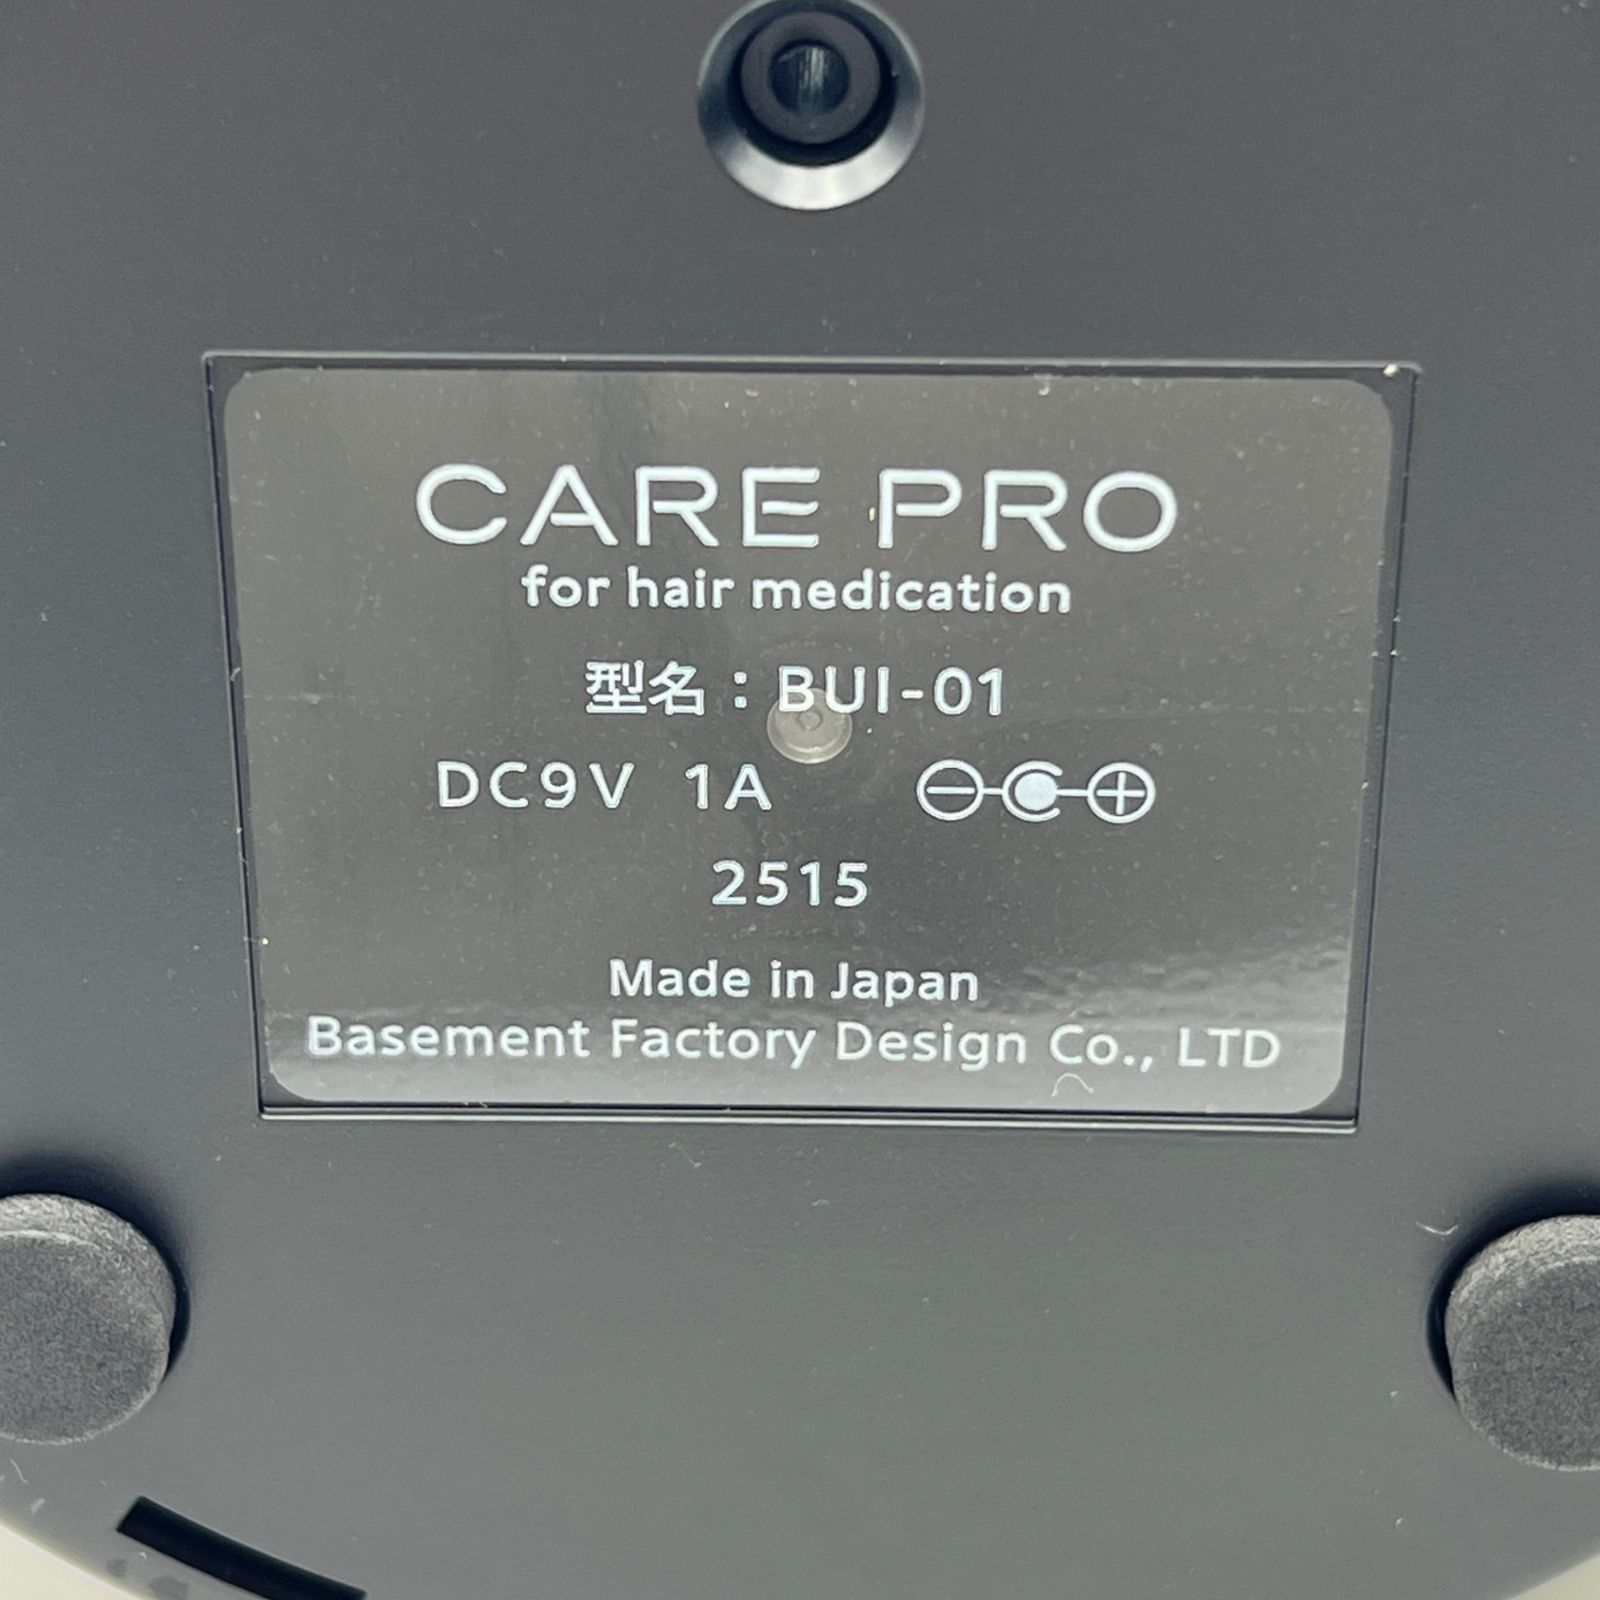 CARE PRO
for hair medication
型名：BUI-01
DC9V 1A
2515
Made in Japan
Basement Factory Design Co., LTD